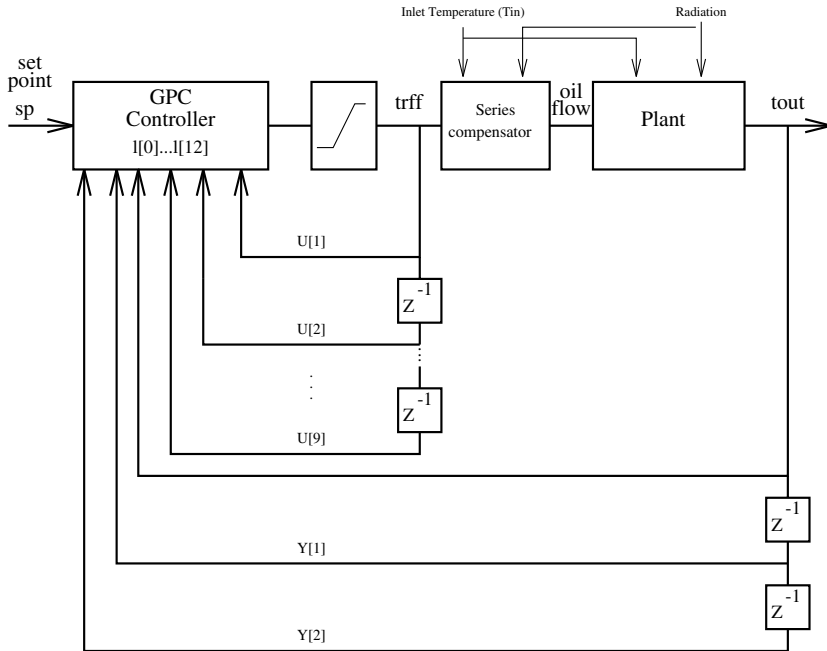 Inlet Temperature (Tin)
Radiation
set
point
sp
GPC
Controller
l[0]...l[12]
trff
Series
compensator
oil
flow
Plant
tout
U[1]
Z-1
U[2]
Z-1
U[9]
Z-1
Y[1]
Z-1
Y[2]